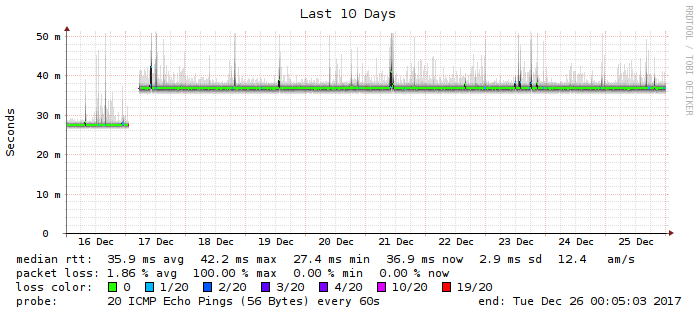 Last 10 Days
RRDTOOL / TOBI OETIKER
Seconds
50 m
40 m
30 m
20 m
10 m
0
16 Dec 17 Dec 18 Dec 19 Dec 20 Dec 21 Dec 22 Dec 23 Dec 24 Dec 25 Dec
median rtt: 35.9 ms avg 42.2 ms max 27.4 ms min 36.9 ms now 2.9 ms sd 12.4 am/s
packet loss: 1.86 % avg 100.00 % max 0.00 % min 0.00 % now
loss color: 0 1/20 2/20 3/20 4/20 10/20 19/20
probe: 20 ICMP Echo Pings (56 Bytes) every 60s end: Tue Dec 26 00:05:03 2017